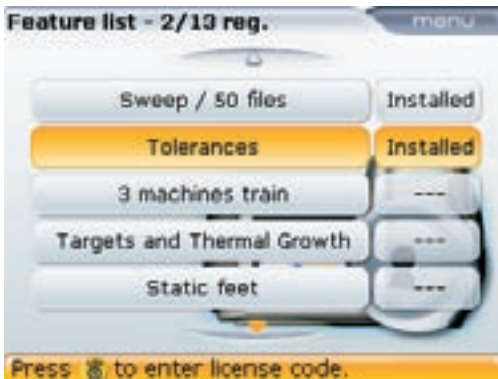 Feature list - 2/13 reg. menu
Sweep / 50 files Installed
Tolerances Installed
3 machines train ---
Targets and Thermal Growth ---
Static feet ---
Press to enter license code.